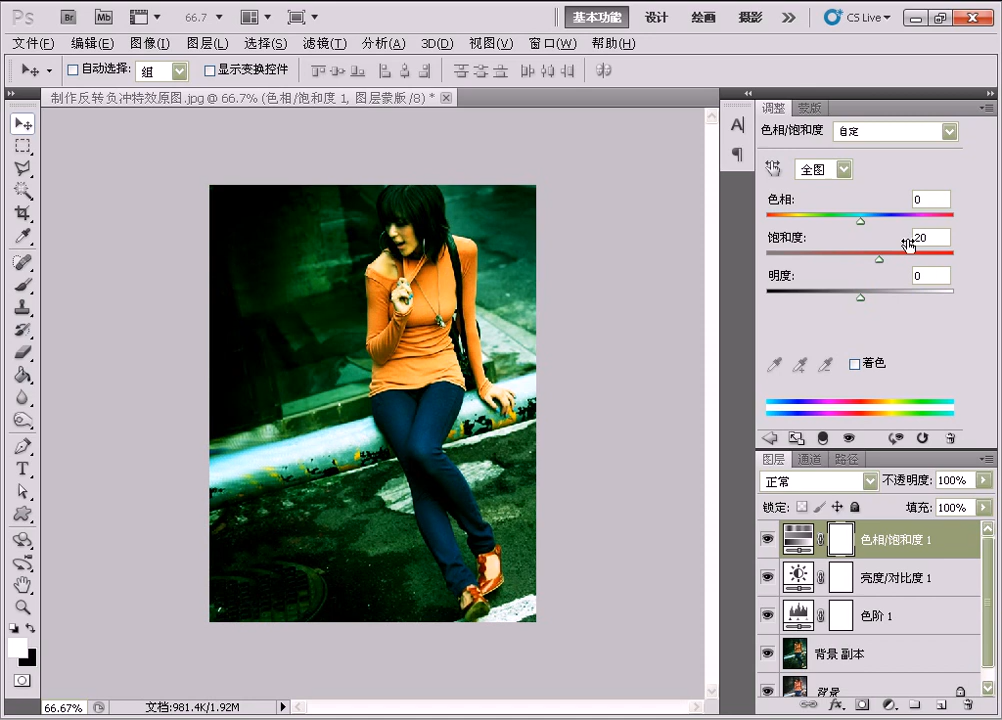 Ps Br Mb 66.7 基本功能 设计 绘画 摄影 CS Live
文件(F) 编辑(E) 图像(I) 图层(L) 选择(S) 滤镜(T) 分析(A) 3D(D) 视图(V) 窗口(W) 帮助(H)
自动选择: 组 显示变换控件
制作反转负冲特效原图.jpg @ 66.7% (色相/饱和度 1, 图层蒙版/8) *
调整 蒙版
色相/饱和度 自定
全图
色相: 0
饱和度: 20
明度: 0
着色
图层 通道 路径
正常 不透明度: 100%
锁定: 填充: 100%
色相/饱和度 1
亮度/对比度 1
色阶 1
背景 副本
背景
66.67% 文档:981.4K/1.92M